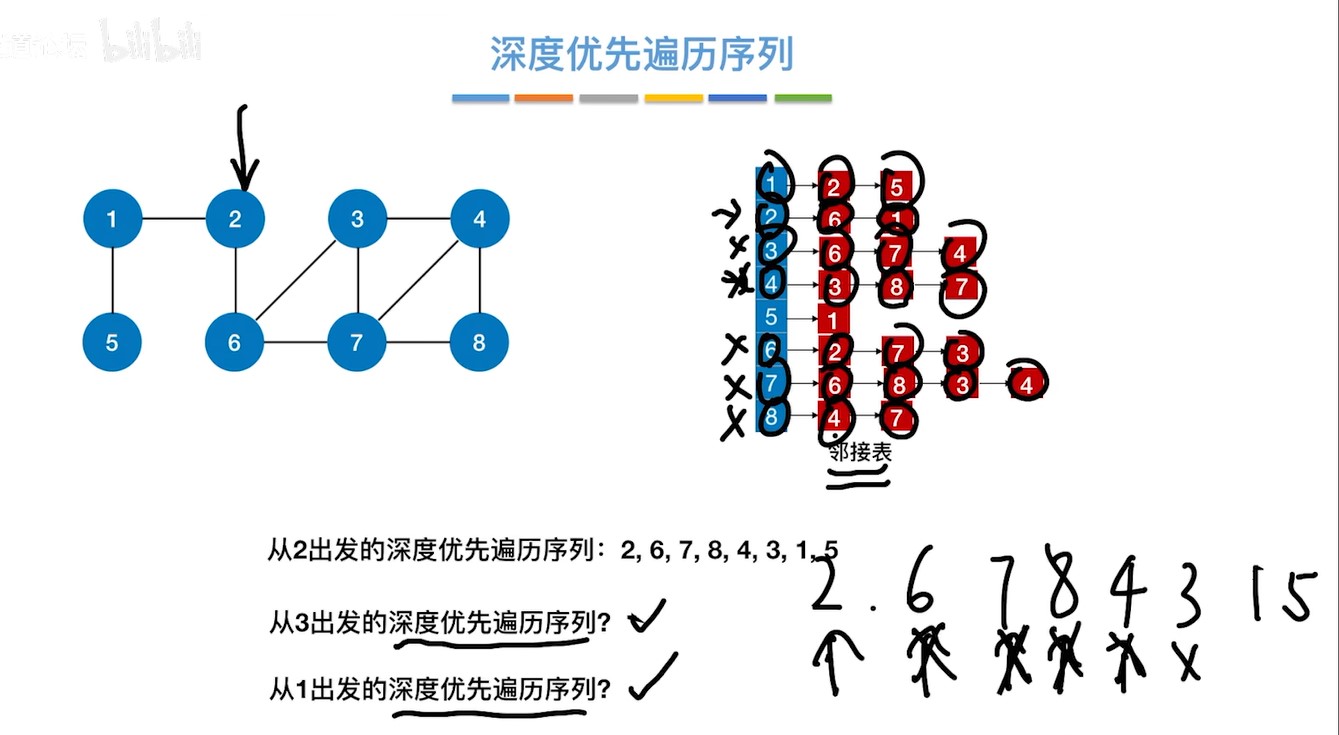 bilibili
深度优先遍历序列
1 2 3 4
5 6 7 8
1 2 5
2 6 1
3 6 7 4
4 3 8 7
5 1
6 2 7 3
7 6 8 3 4
8 4 7
邻接表
从2出发的深度优先遍历序列：2, 6, 7, 8, 4, 3, 1, 5
2 . 6 7 8 4 3 1 5
从3出发的深度优先遍历序列?
从1出发的深度优先遍历序列?